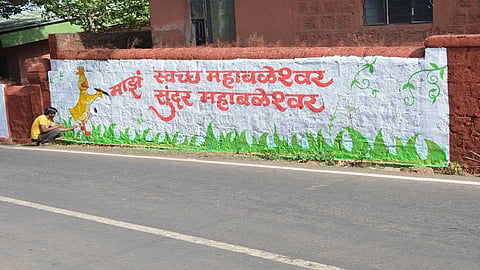 माझं स्वच्छ महाबळेश्वर
सुंदर महाबळेश्वर